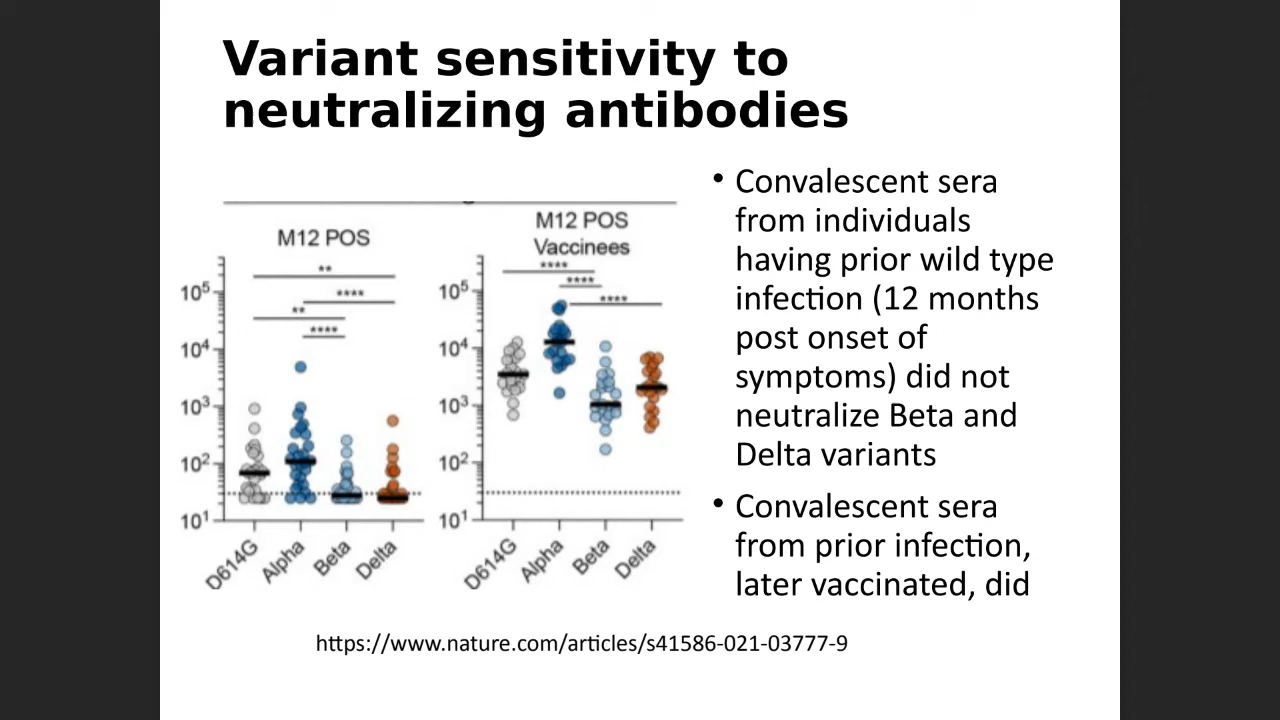 Variant sensitivity to
neutralizing antibodies
M12 POS
**
****
**
****
10⁵
10⁴
10³
10²
10¹
D614G
Alpha
Beta
Delta
M12 POS
Vaccinees
****
****
****
10⁵
10⁴
10³
10²
10¹
D614G
Alpha
Beta
Delta
• Convalescent sera
from individuals
having prior wild type
infection (12 months
post onset of
symptoms) did not
neutralize Beta and
Delta variants
• Convalescent sera
from prior infection,
later vaccinated, did
https://www.nature.com/articles/s41586-021-03777-9